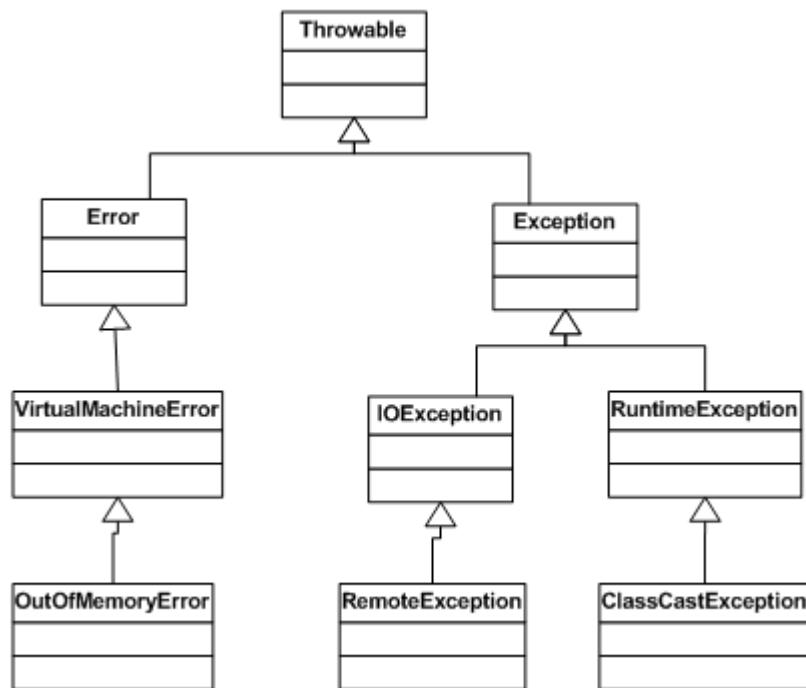 Throwable
Error
Exception
VirtualMachineError
IOException
RuntimeException
OutOfMemoryError
RemoteException
ClassCastException